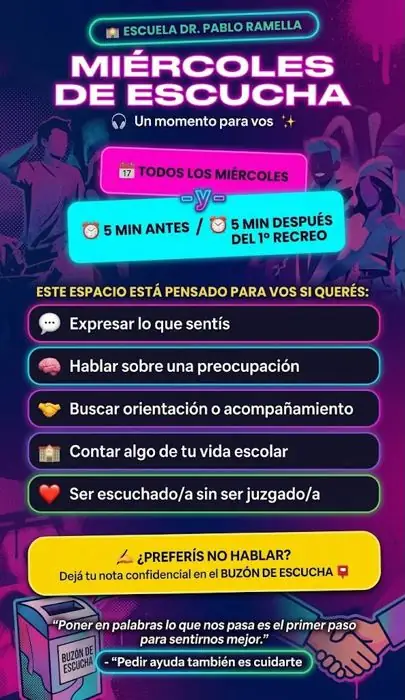 ESCUELA DR. PABLO RAMELLA
MIÉRCOLES
DE ESCUCHA
Un momento para vos
17
TODOS LOS MIÉRCOLES
-y-
5 MIN ANTES / 5 MIN DESPUÉS
DEL 1º RECREO
ESTE ESPACIO ESTÁ PENSADO PARA VOS SI QUERÉS:
Expresar lo que sentís
Hablar sobre una preocupación
Buscar orientación o acompañamiento
Contar algo de tu vida escolar
Ser escuchado/a sin ser juzgado/a
¿PREFERÍS NO HABLAR?
Dejá tu nota confidencial en el BUZÓN DE ESCUCHA
"Poner en palabras lo que nos pasa es el primer paso
para sentirnos mejor."
- "Pedir ayuda también es cuidarte
BUZÓN DE
ESCUCHA